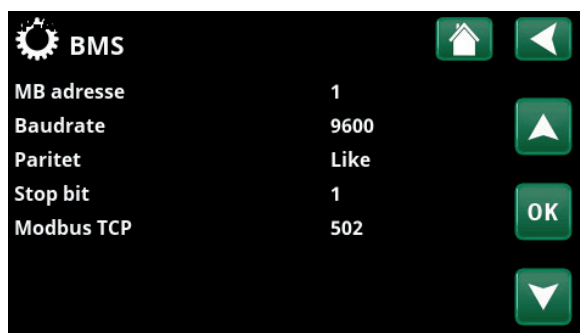 BMS
MB adresse 1
Baudrate 9600
Paritet Like
Stop bit 1
Modbus TCP 502
OK